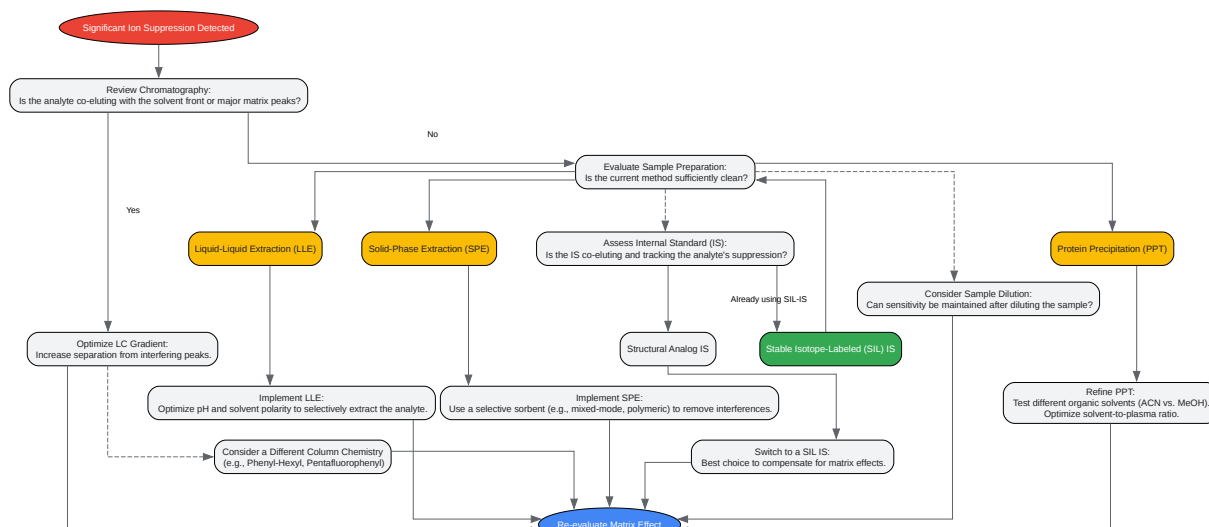 Significant Ion Suppression Detected
Review Chromatography:
Is the analyte co-eluting with the solvent front or major matrix peaks?
No
Evaluate Sample Preparation:
Is the current method sufficiently clean?
Yes
Liquid-Liquid Extraction (LLE)
Solid-Phase Extraction (SPE)
Assess Internal Standard (IS):
Is the IS co-eluting and tracking the analyte's suppression?
Protein Precipitation (PPT)
Consider Sample Dilution:
Can sensitivity be maintained after diluting the sample?
Already using SIL-IS
Optimize LC Gradient:
Increase separation from interfering peaks.
Structural Analog IS
Stable Isotope-Labeled (SIL) IS
Implement LLE:
Optimize pH and solvent polarity to selectively extract the analyte.
Implement SPE:
Use a selective sorbent (e.g., mixed-mode, polymeric) to remove interferences.
Refine PPT:
Test different organic solvents (ACN vs. MeOH).
Optimize solvent-to-plasma ratio.
Consider a Different Column Chemistry
(e.g., Phenyl-Hexyl, Pentafluorophenyl)
Switch to a SIL IS:
Best choice to compensate for matrix effects.
Re-evaluate Matrix Effect